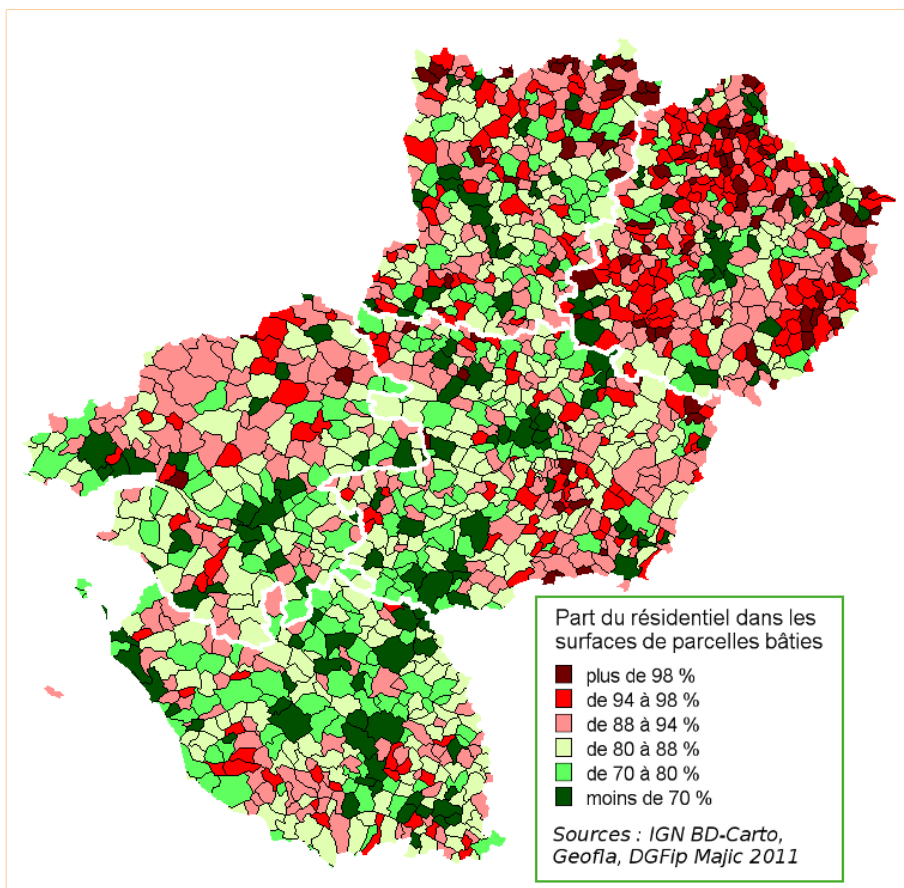 Part du résidentiel dans les
surfaces de parcelles bâties
plus de 98 %
de 94 à 98 %
de 88 à 94 %
de 80 à 88 %
de 70 à 80 %
moins de 70 %
Sources : IGN BD-Carto,
Geofla, DGFip Majic 2011